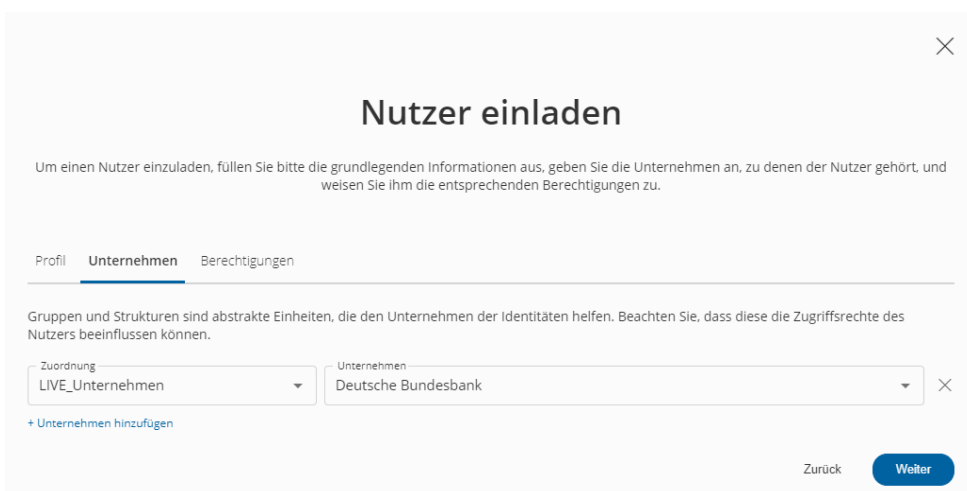 Nutzer einladen
Um einen Nutzer einzuladen, füllen Sie bitte die grundlegenden Informationen aus, geben Sie die Unternehmen an, zu denen der Nutzer gehört, und
weisen Sie ihm die entsprechenden Berechtigungen zu.
Profil Unternehmen Berechtigungen
Gruppen und Strukturen sind abstrakte Einheiten, die den Unternehmen der Identitäten helfen. Beachten Sie, dass diese die Zugriffsrechte des
Nutzers beeinflussen können.
Zuordnung Unternehmen
LIVE_Unternehmen Deutsche Bundesbank
+ Unternehmen hinzufügen
Zurück Weiter